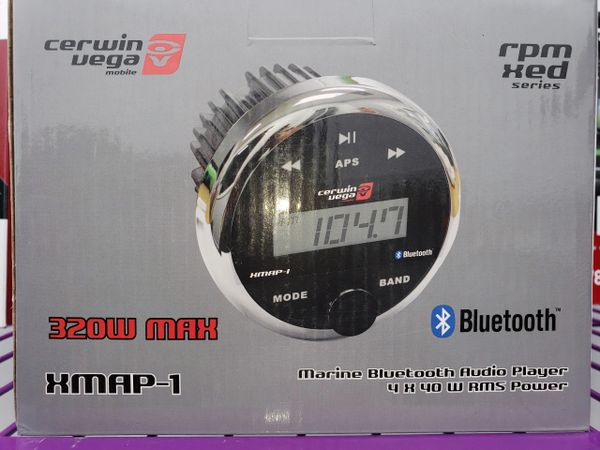 cerwin
vega
mobile
rpm
xed
series
APS
cerwin
vega
104.7
Bluetooth
XMAP-1
MODE
BAND
Bluetooth™
320W MAX
XMAP-1
Marine Bluetooth Audio Player
4 X 40 W RMS Power